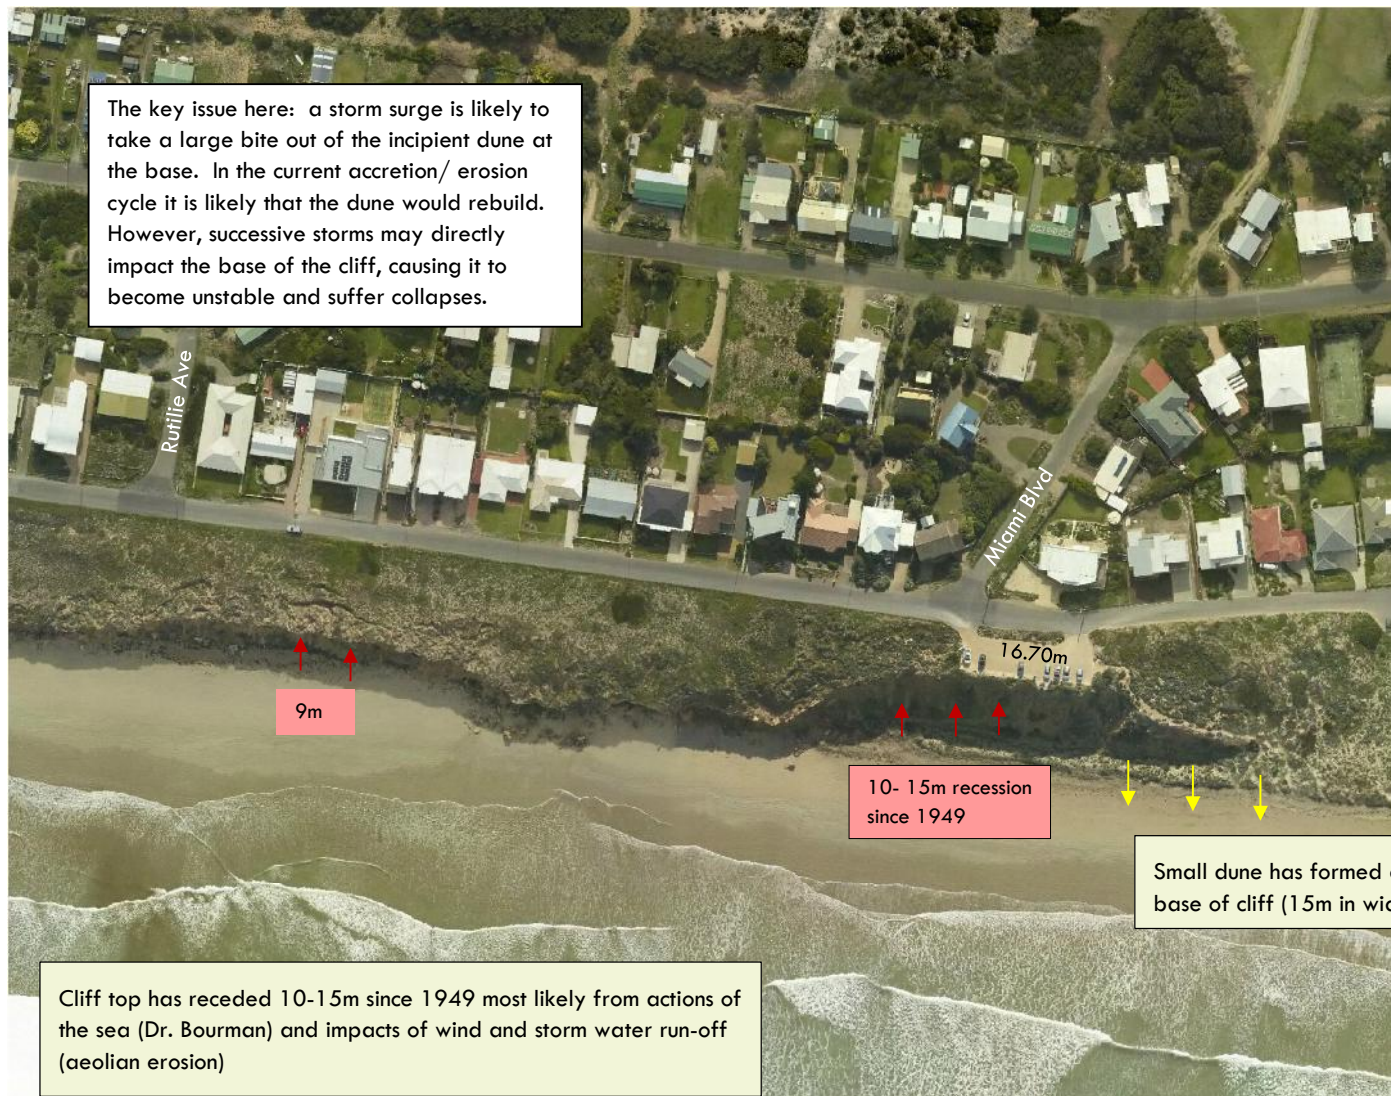 The key issue here:  a storm surge is likely to
take a large bite out of the incipient dune at
the base.  In the current accretion/ erosion
cycle it is likely that the dune would rebuild.
However, successive storms may directly
impact the base of the cliff, causing it to
become unstable and suffer collapses.
Rutilie Ave
Miami Blvd
16.70m
9m
10- 15m recession
since 1949
Small dune has formed
base of cliff (15m in
Cliff top has receded 10-15m since 1949 most likely from actions of
the sea (Dr. Bourman) and impacts of wind and storm water run-off
(aeolian erosion)